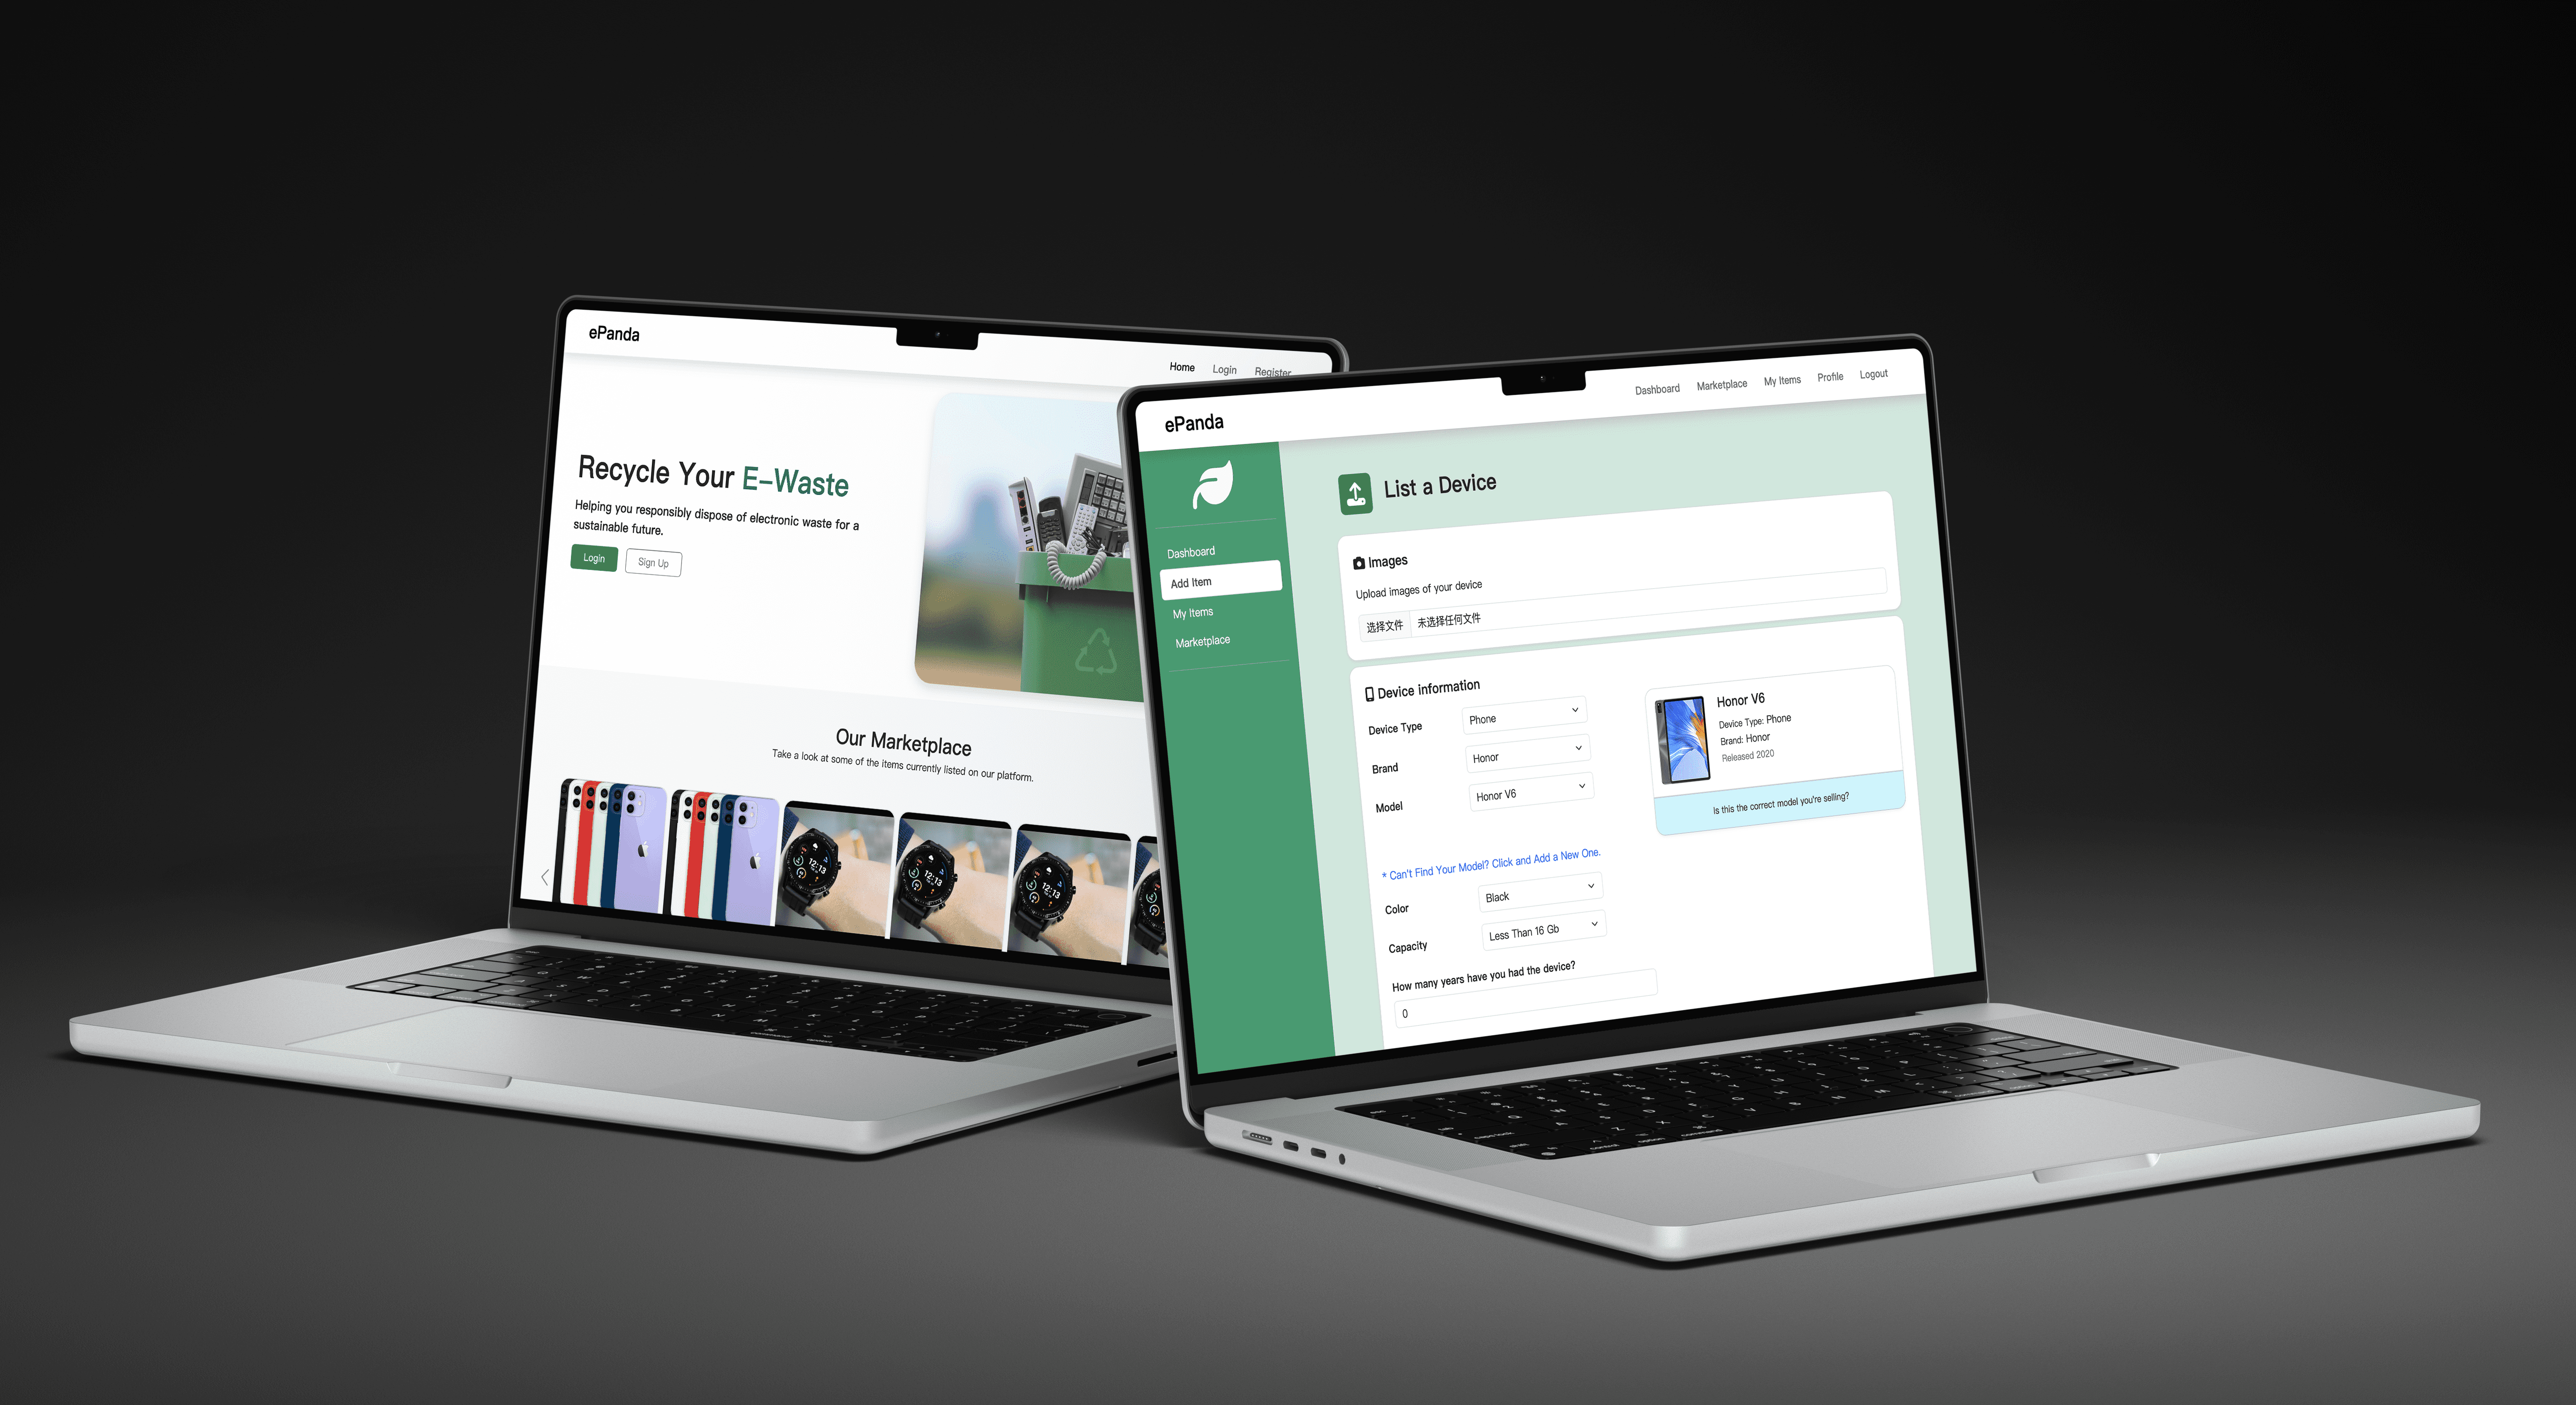 ePanda
Home Login Register
Recycle Your E-Waste
Helping you responsibly dispose of electronic waste for a
sustainable future.
Login Sign Up
Our Marketplace
Take a look at some of the items currently listed on our platform.
12:13
12:13
12:13
ePanda
Dashboard Marketplace My Items Profile Logout
Dashboard
Add Item
My Items
Marketplace
List a Device
Images
Upload images of your device
选择文件 未选择任何文件
Device information
Device Type Phone
Brand Honor
Model Honor V6
Honor V6
Device Type: Phone
Brand: Honor
Released 2020
Is this the correct model you're selling?
* Can't Find Your Model? Click and Add a New One.
Color Black
Capacity Less Than 16 Gb
How many years have you had the device?
0